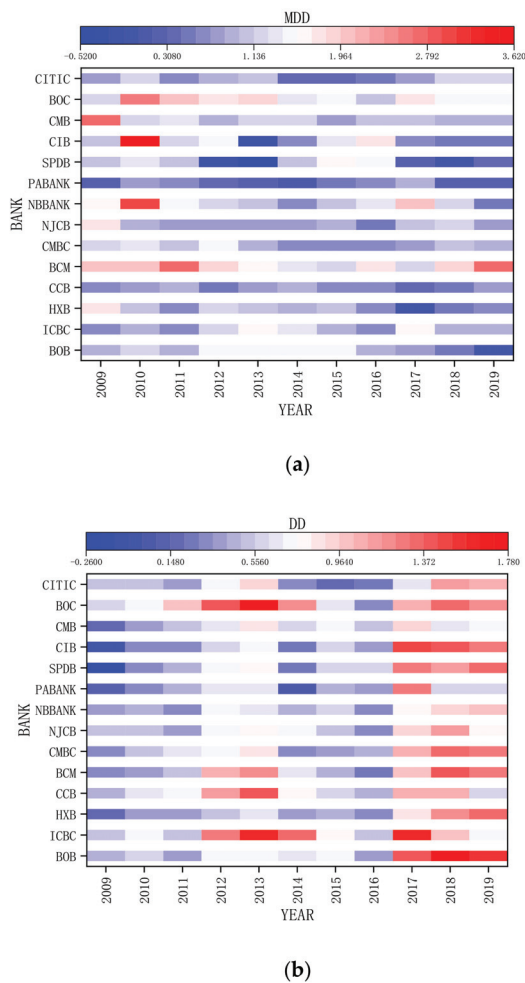 MDD
-0.5200 0.3080 1.136 1.964 2.792 3.620
CITIC
BOC
CMB
CIB
SPDB
PABANK
NBBANK
NJCB
CMBC
BCM
CCB
HXB
ICBC
BOB
BANK
2009 2010 2011 2012 2013 2014 2015 2016 2017 2018 2019
YEAR
(a)
DD
-0.2600 0.1480 0.5560 0.9640 1.372 1.780
CITIC
BOC
CMB
CIB
SPDB
PABANK
NBBANK
NJCB
CMBC
BCM
CCB
HXB
ICBC
BOB
BANK
2009 2010 2011 2012 2013 2014 2015 2016 2017 2018 2019
YEAR
(b)